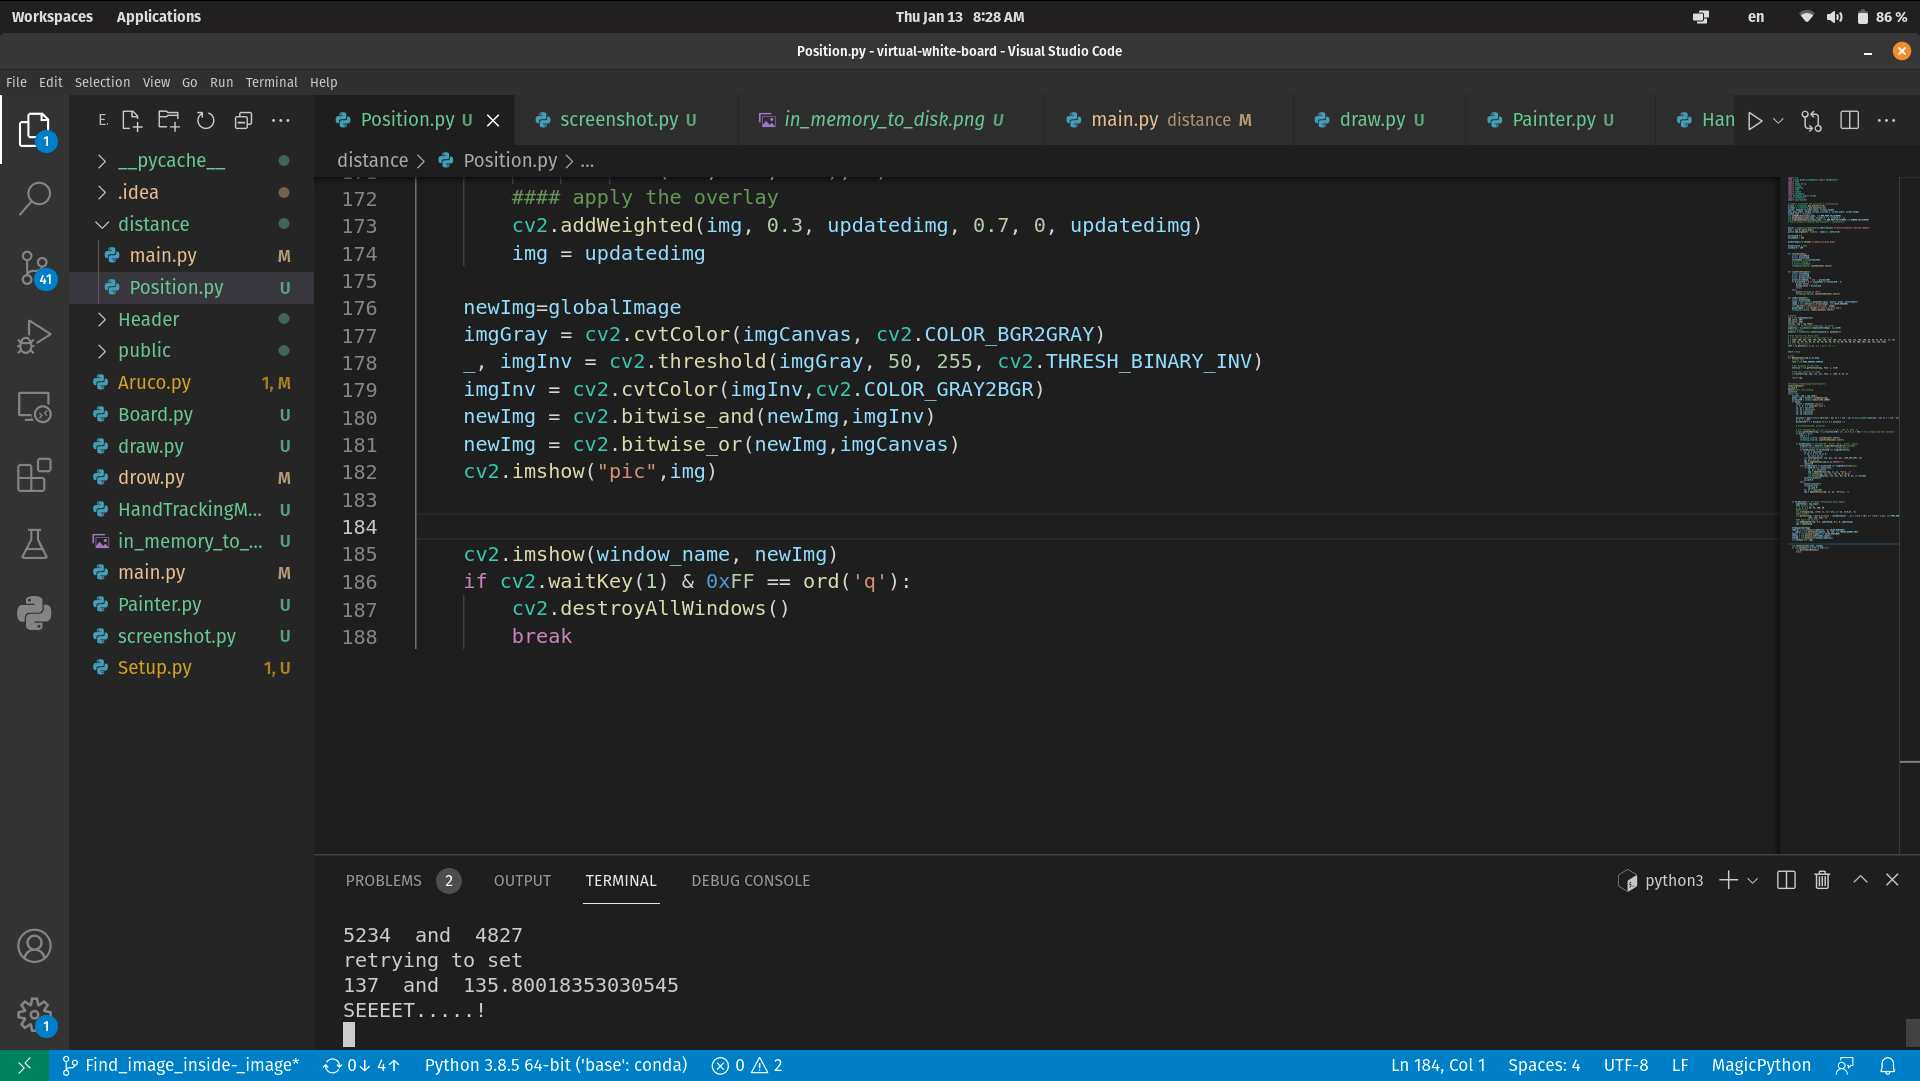 Workspaces Applications Thu Jan 13 8:28 AM en 86 %
Position.py - virtual-white-board - Visual Studio Code
File Edit Selection View Go Run Terminal Help
E. Position.py U screenshot.py U in_memory_to_disk.png U main.py distance M draw.py U Painter.py U Han
distance > Position.py > ...
1
__pycache__
.idea
distance
main.py M
Position.py U
Header
public
Aruco.py 1, M
Board.py U
draw.py U
drow.py M
HandTrackingM... U
in_memory_to_... U
main.py M
Painter.py U
screenshot.py U
Setup.py 1, U
41
1
172 #### apply the overlay
173 cv2.addWeighted(img, 0.3, updatedimg, 0.7, 0, updatedimg)
174 img = updatedimg
175
176 newImg=globalImage
177 imgGray = cv2.cvtColor(imgCanvas, cv2.COLOR_BGR2GRAY)
178 _, imgInv = cv2.threshold(imgGray, 50, 255, cv2.THRESH_BINARY_INV)
179 imgInv = cv2.cvtColor(imgInv,cv2.COLOR_GRAY2BGR)
180 newImg = cv2.bitwise_and(newImg,imgInv)
181 newImg = cv2.bitwise_or(newImg,imgCanvas)
182 cv2.imshow("pic",img)
183
184
185 cv2.imshow(window_name, newImg)
186 if cv2.waitKey(1) & 0xFF == ord('q'):
187 cv2.destroyAllWindows()
188 break
PROBLEMS 2 OUTPUT TERMINAL DEBUG CONSOLE python3
5234 and 4827
retrying to set
137 and 135.80018353030545
SEEEET.....!
Find_image_inside-_image* 0↓ 4↑ Python 3.8.5 64-bit ('base': conda) 0 2 Ln 184, Col 1 Spaces: 4 UTF-8 LF MagicPython